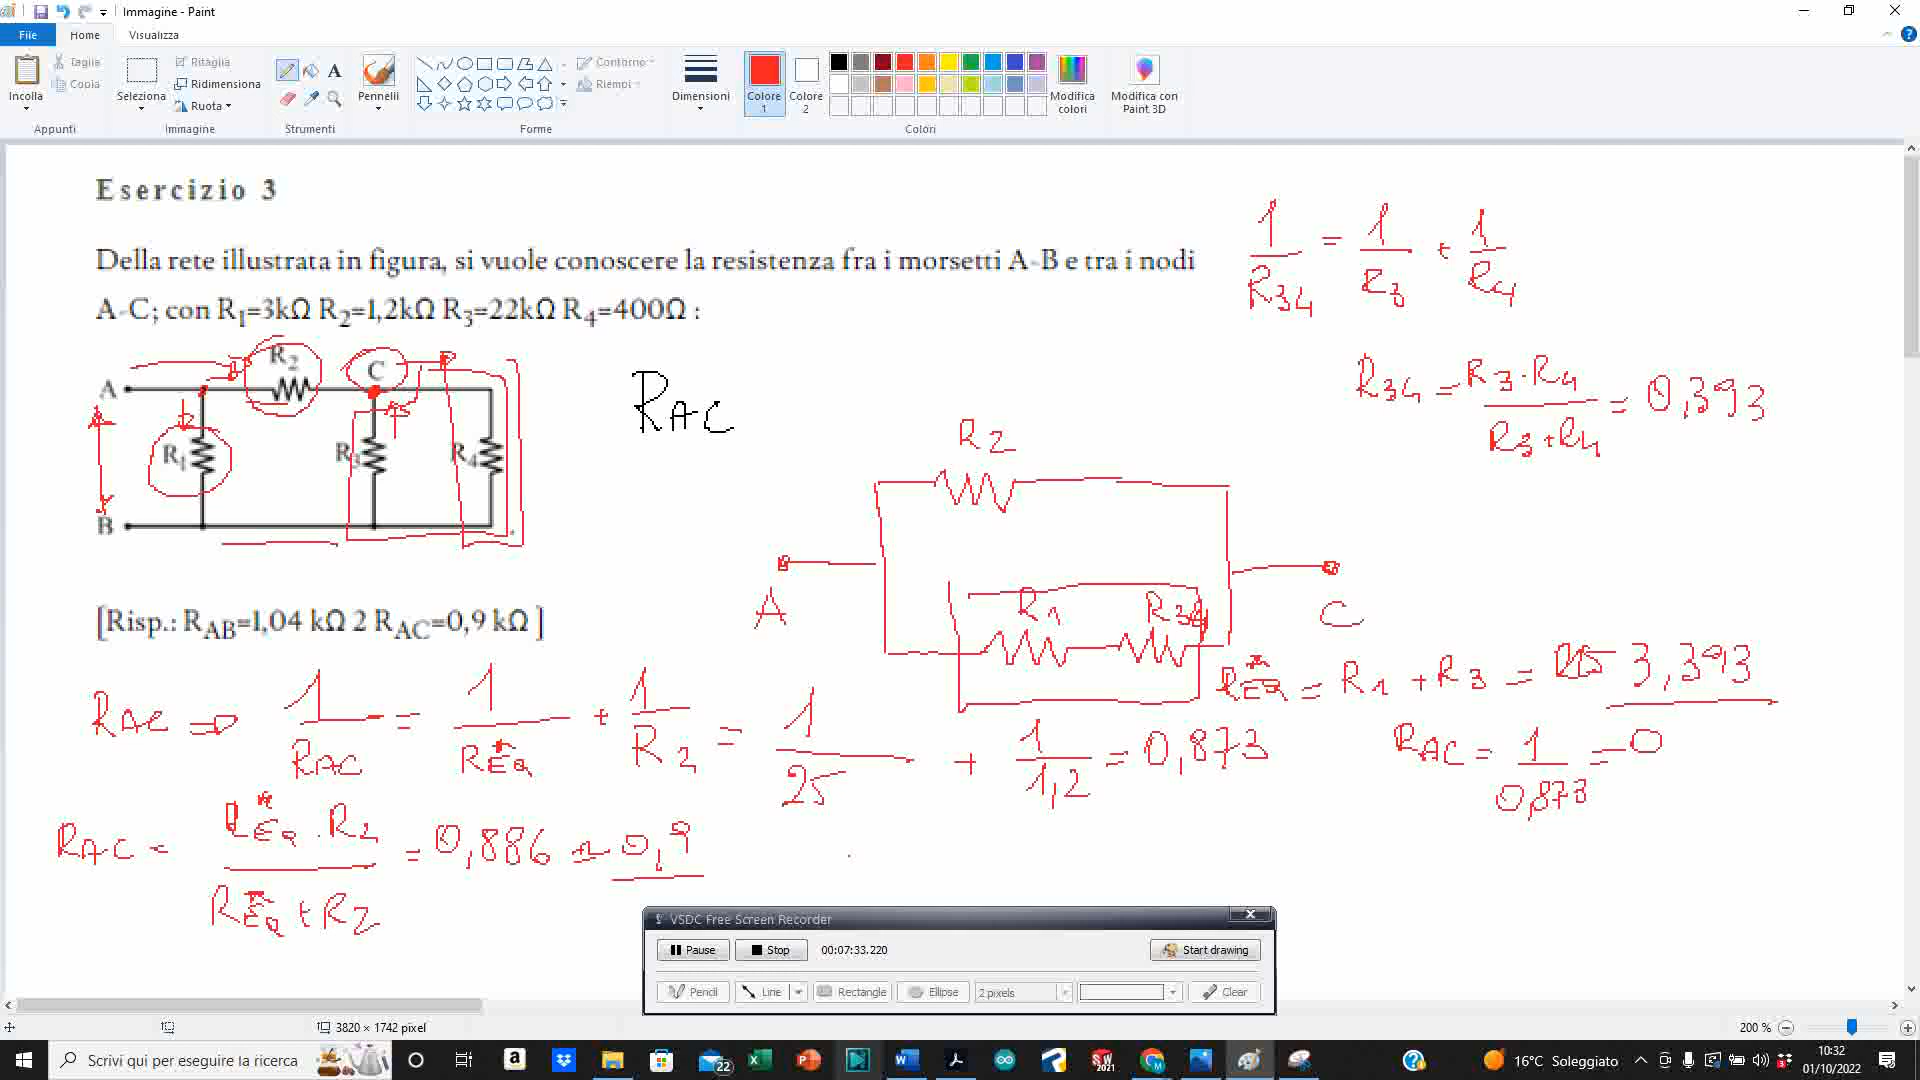 Immagine - Paint
File Home Visualizza
Incolla Taglia Copia Appunti
Seleziona Ritaglia Ridimensiona Ruota Immagine
Strumenti
Pennelli
Contorno Riempi Forme
Dimensioni
Colore 1 Colore 2 Modifica colori Modifica con Paint 3D Colori
Esercizio 3
Della rete illustrata in figura, si vuole conoscere la resistenza fra i morsetti A-B e tra i nodi
A-C; con R1=3kΩ R2=1,2kΩ R3=22kΩ R4=400Ω :
1/R34 = 1/R3 + 1/R4
R34 = R3·R4/R3+R4 = 0,393
A R2 C
R1 R3 R4
B
RAC
R2
A R1 R34 C
[Risp.: RAB=1,04 kΩ 2 RAC=0,9 kΩ ]
REQ* = R1 + R3 = 3,393
RAC ⇒ 1/RAC = 1/REQ* + 1/R2 = 1/25 + 1/1,2 = 0,873
RAC = 1/0,873 = 0
RAC = REQ*·R2/REQ*+R2 = 0,886 ≃ 0,9
VSDC Free Screen Recorder
Pause Stop 00:07:33.220 Start drawing
Pencil Line Rectangle Ellipse 2 pixels Clear
3820 × 1742 pixel 200 %
Scrivi qui per eseguire la ricerca 22 SW 2021 16°C Soleggiato 10:32
01/10/2022